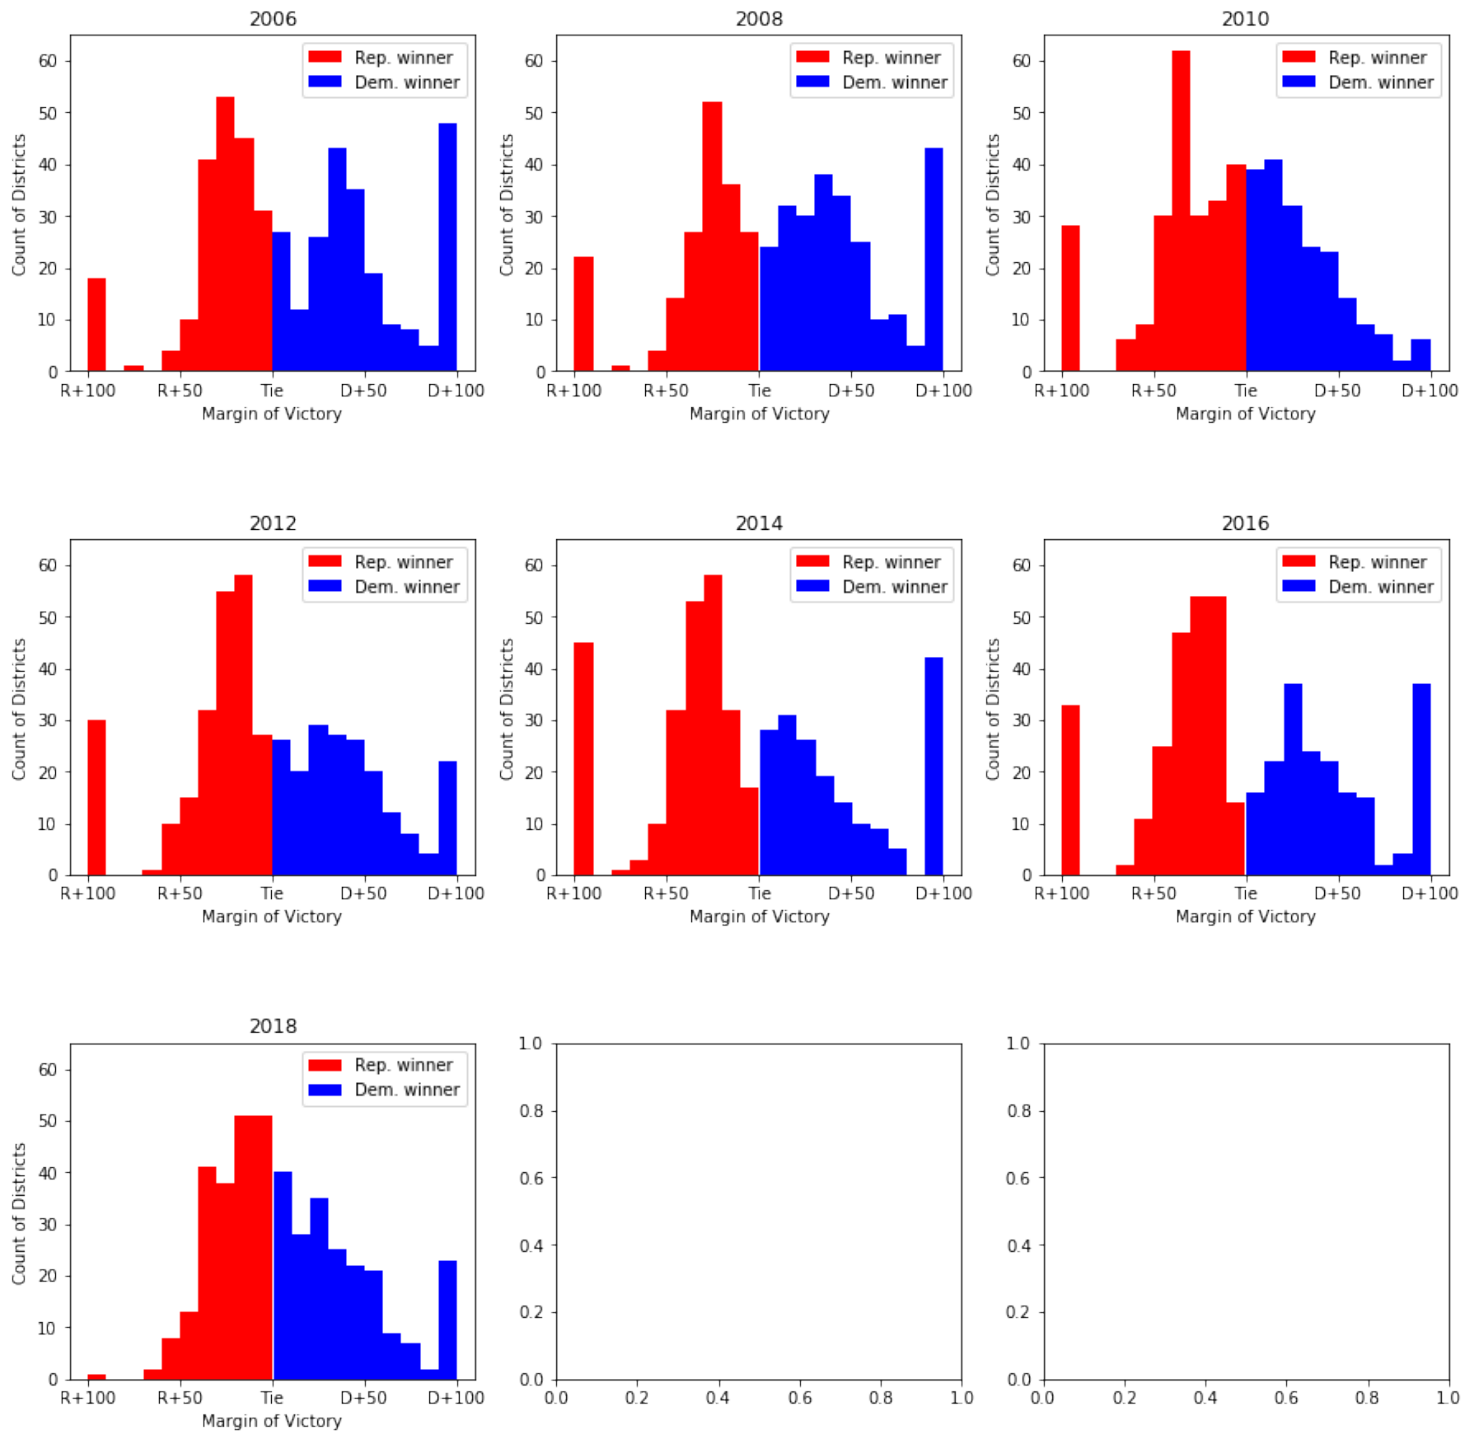 2006
Rep. winner
Dem. winner
60
50
40
30
20
10
0
Count of Districts
R+100 R+50 Tie D+50 D+100
Margin of Victory
2008
Rep. winner
Dem. winner
60
50
40
30
20
10
0
Count of Districts
R+100 R+50 Tie D+50 D+100
Margin of Victory
2010
Rep. winner
Dem. winner
60
50
40
30
20
10
0
Count of Districts
R+100 R+50 Tie D+50 D+100
Margin of Victory
2012
Rep. winner
Dem. winner
60
50
40
30
20
10
0
Count of Districts
R+100 R+50 Tie D+50 D+100
Margin of Victory
2014
Rep. winner
Dem. winner
60
50
40
30
20
10
0
Count of Districts
R+100 R+50 Tie D+50 D+100
Margin of Victory
2016
Rep. winner
Dem. winner
60
50
40
30
20
10
0
Count of Districts
R+100 R+50 Tie D+50 D+100
Margin of Victory
2018
Rep. winner
Dem. winner
60
50
40
30
20
10
0
Count of Districts
R+100 R+50 Tie D+50 D+100
Margin of Victory
1.0
0.8
0.6
0.4
0.2
0.0
0.0 0.2 0.4 0.6 0.8 1.0
1.0
0.8
0.6
0.4
0.2
0.0
0.0 0.2 0.4 0.6 0.8 1.0